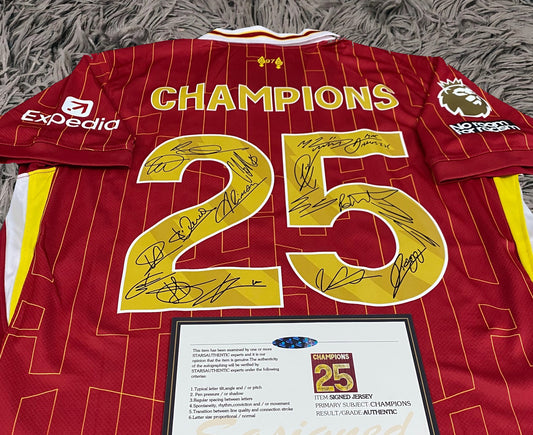 97
CHAMPIONS
Expedia
No Room
For Racism
25
This item has been examined by one or more
STARSAUTHENTIC experts and it is our
opinion that the item is genuine.The authenticity
of the autographing will be verified by
STARSAUTHENTIC experts under the following
criterias:
1. Typical letter tilt:angle and / or pitch
2. Pen pressure / or shadow
3. Regular spacing between letters
4. Spontaneity, rhythm,conviction and / or movement
5. Transition between line quality and connection stroke
6. Letter size proportional / normal
CHAMPIONS
25
ITEM SIGNED JERSEY
PRIMARY SUBJECT CHAMPIONS
RESULT/GRADE AUTHENTIC